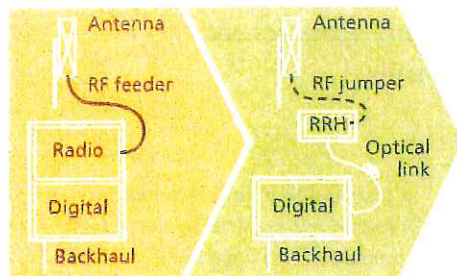 Antenna
RF feeder
Radio
Digital
Backhaul
Antenna
RF jumper
RRH
Optical
link
Digital
Backhaul